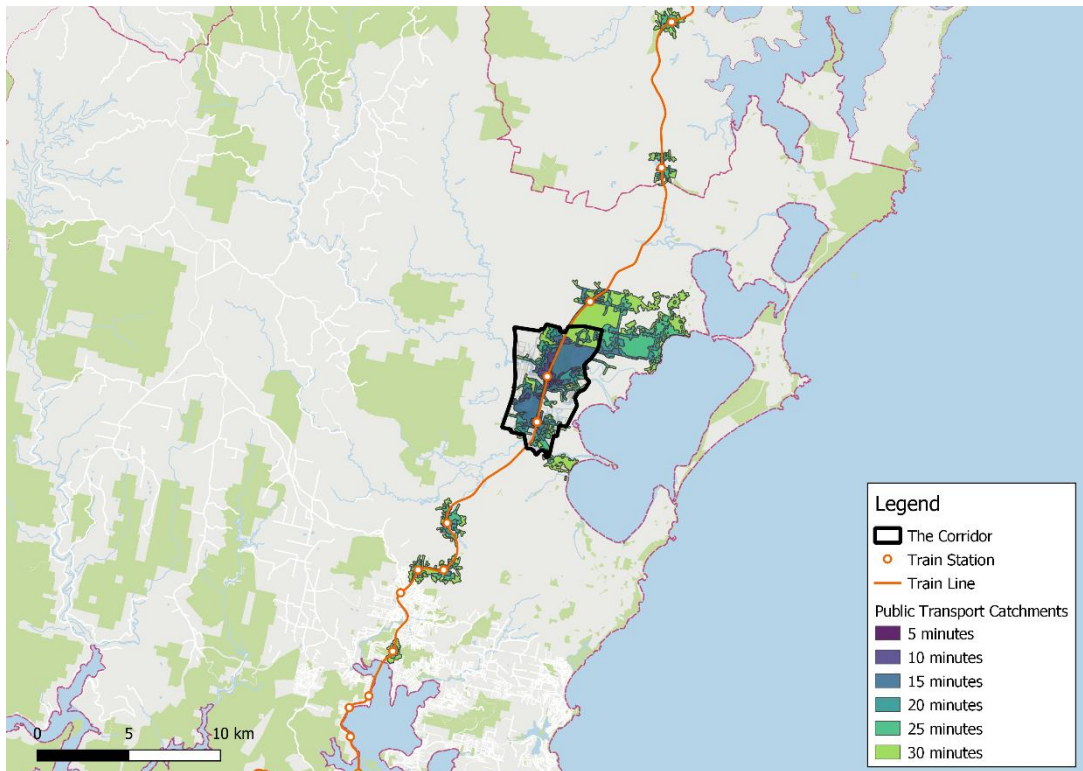 Legend
The Corridor
Train Station
Train Line
Public Transport Catchments
5 minutes
10 minutes
15 minutes
20 minutes
25 minutes
30 minutes
0 5 10 km